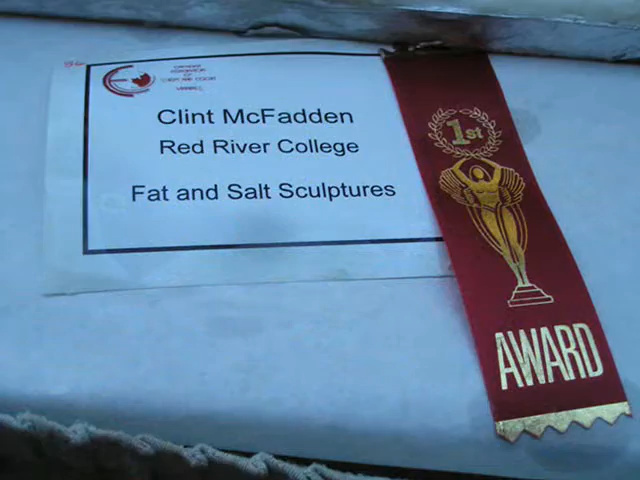 Clint McFadden
Red River College
Fat and Salt Sculptures
1st
AWARD